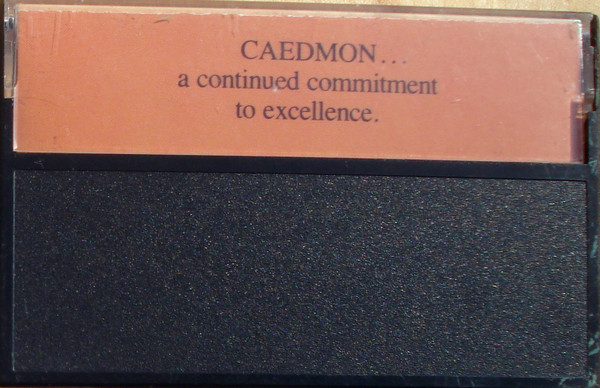 CAEDMON...
a continued commitment
to excellence.